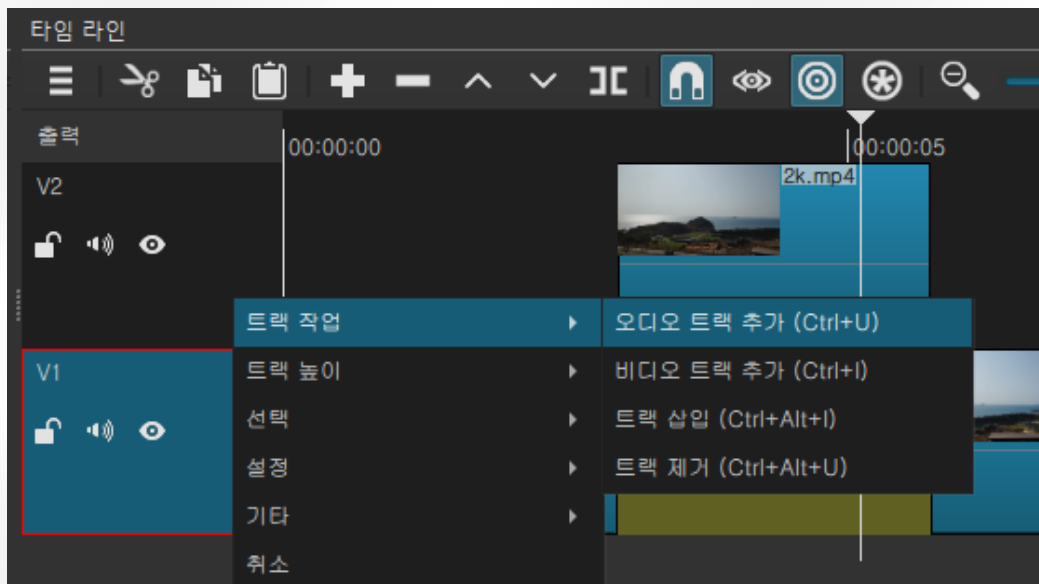 타임 라인
출력
00:00:00
00:00:05
V2
2k.mp4
트랙 작업
오디오 트랙 추가 (Ctrl+U)
V1
트랙 높이
비디오 트랙 추가 (Ctrl+I)
선택
트랙 삽입 (Ctrl+Alt+I)
설정
트랙 제거 (Ctrl+Alt+U)
기타
취소